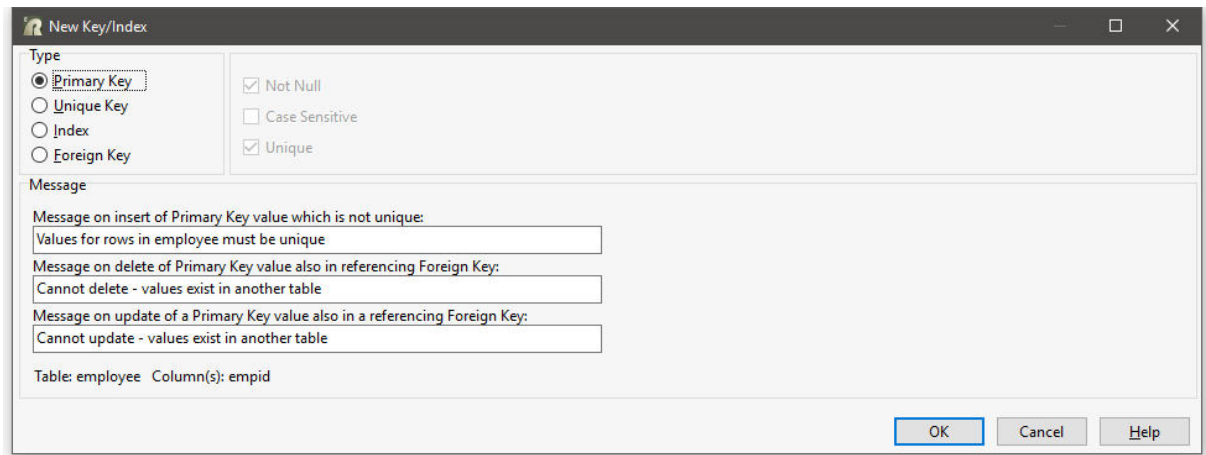 New Key/Index
Type
Primary Key
Unique Key
Index
Foreign Key
Not Null
Case Sensitive
Unique
Message
Message on insert of Primary Key value which is not unique:
Values for rows in employee must be unique
Message on delete of Primary Key value also in referencing Foreign Key:
Cannot delete - values exist in another table
Message on update of a Primary Key value also in a referencing Foreign Key:
Cannot update - values exist in another table
Table: employee Column(s): empid
OK Cancel Help